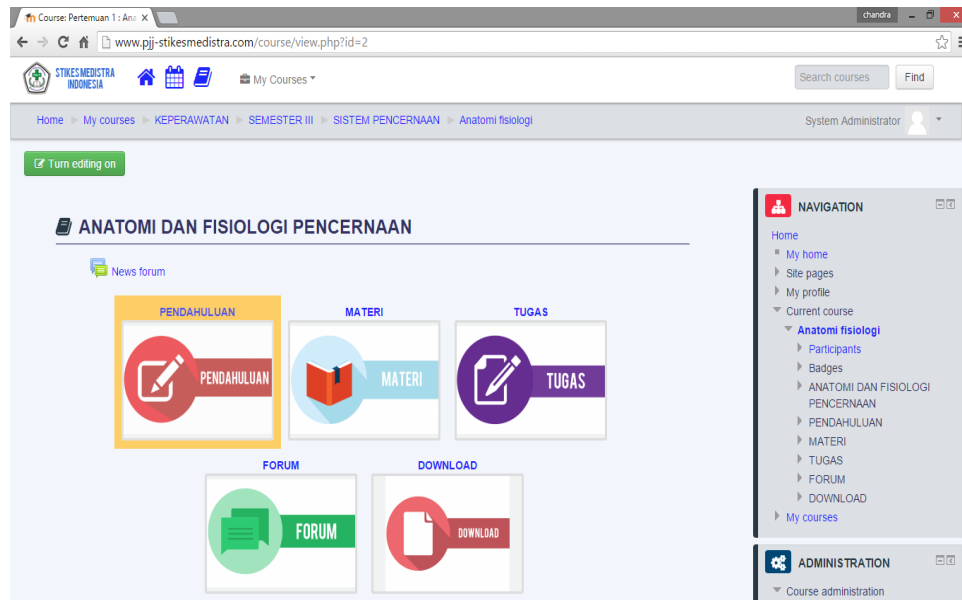 Course: Pertemuan 1 : Ana
chandra
www.pjj-stikesmedistra.com/course/view.php?id=2
STIKES MEDISTRA
INDONESIA
My Courses
Search courses
Find
Home My courses KEPERAWATAN SEMESTER III SISTEM PENCERNAAN Anatomi fisiologi
System Administrator
Turn editing on
ANATOMI DAN FISIOLOGI PENCERNAAN
News forum
PENDAHULUAN
MATERI
TUGAS
PENDAHULUAN
MATERI
TUGAS
FORUM
DOWNLOAD
FORUM
DOWNLOAD
NAVIGATION
Home
My home
Site pages
My profile
Current course
Anatomi fisiologi
Participants
Badges
ANATOMI DAN FISIOLOGI
PENCERNAAN
PENDAHULUAN
MATERI
TUGAS
FORUM
DOWNLOAD
My courses
ADMINISTRATION
Course administration